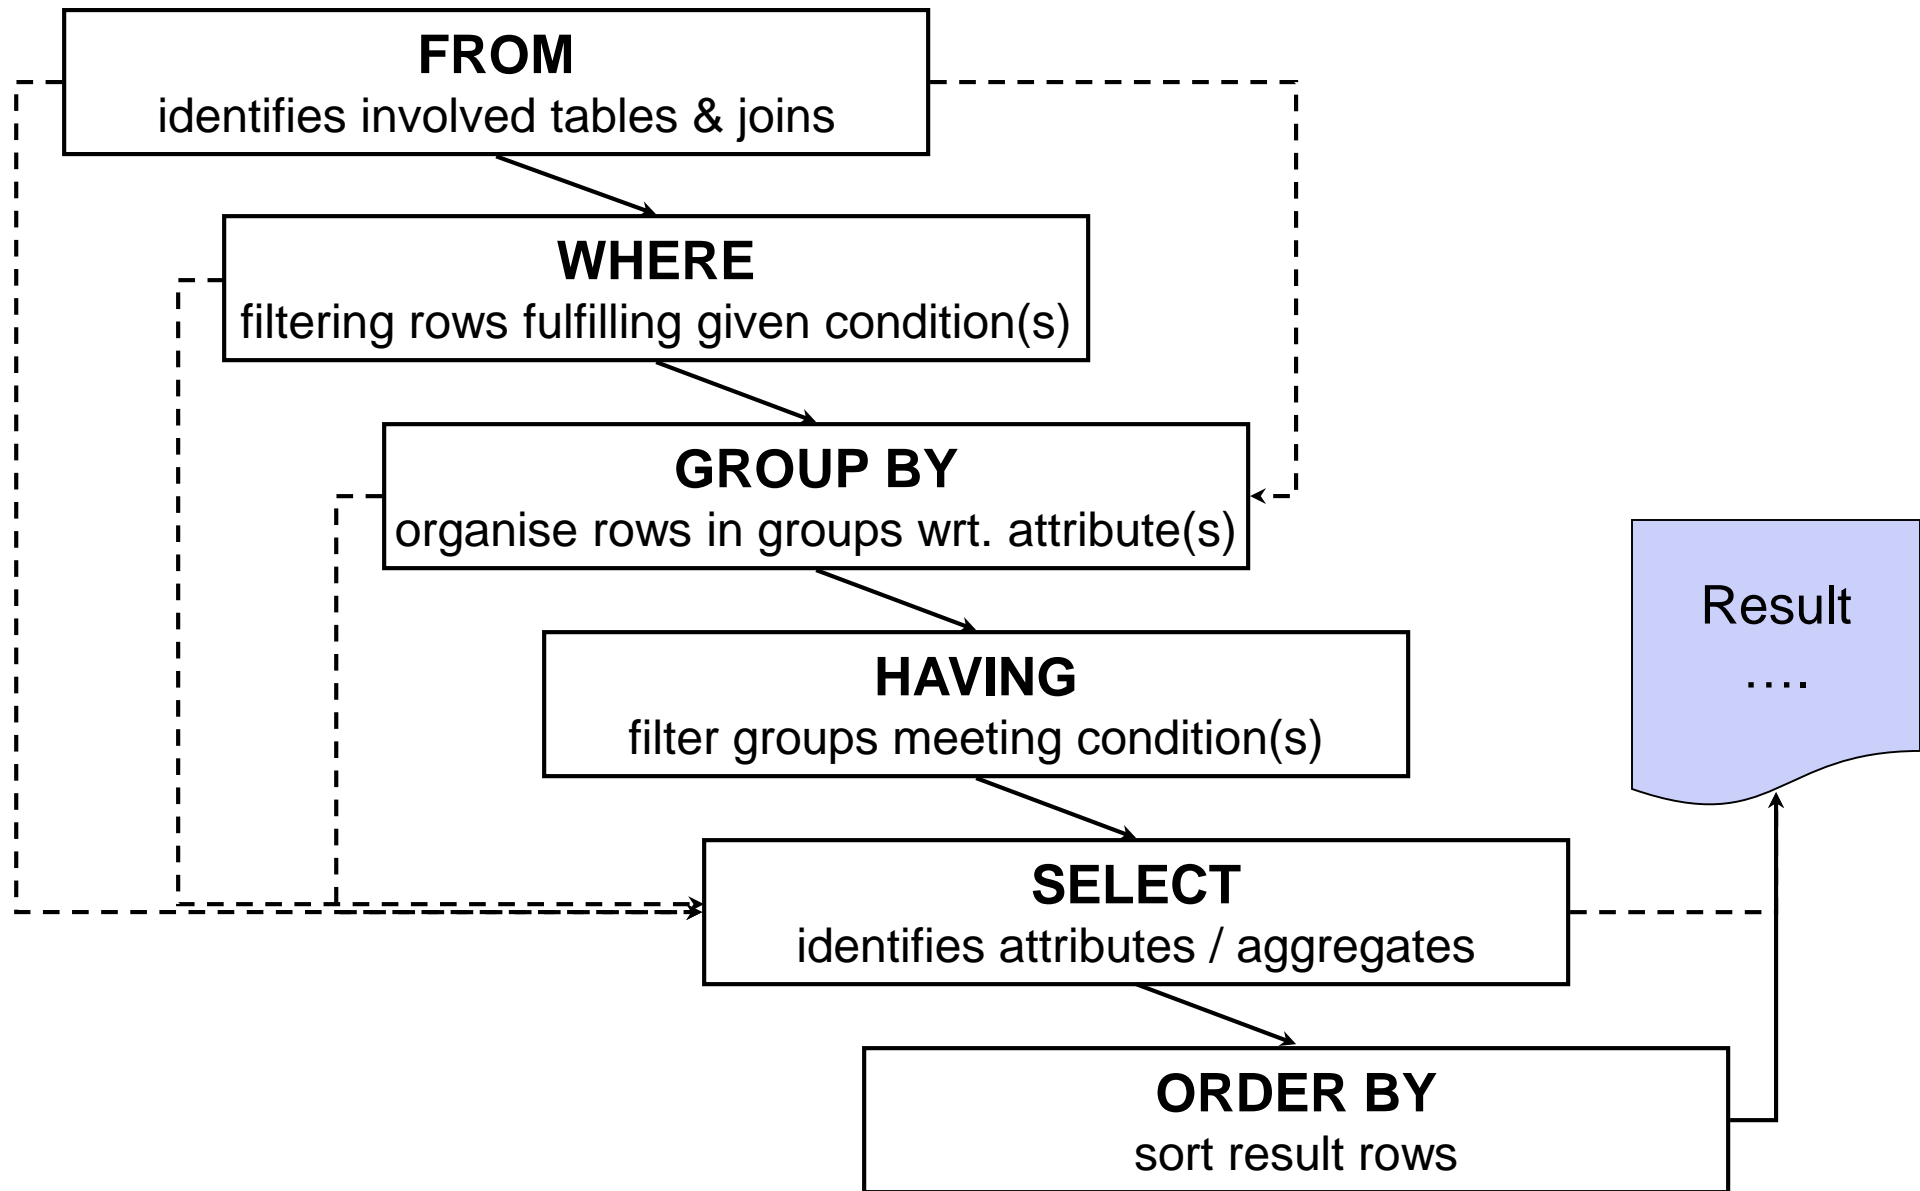 FROM
identifies involved tables & joins
WHERE
filtering rows fulfilling given condition(s)
GROUP BY
organise rows in groups wrt. attribute(s)
HAVING
filter groups meeting condition(s)
SELECT
identifies attributes / aggregates
ORDER BY
sort result rows
Result
….